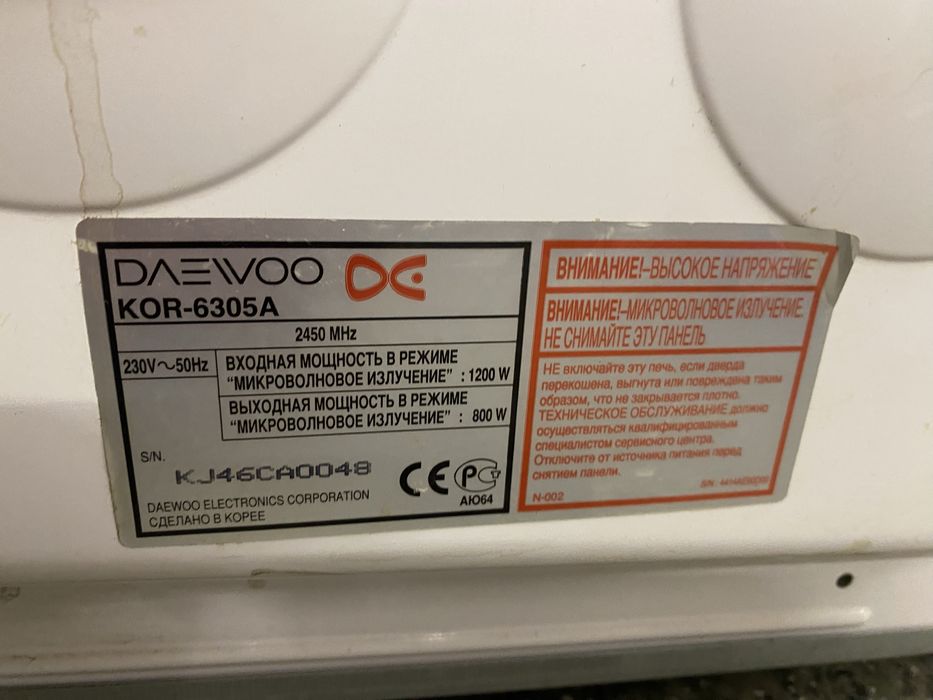 DAEWOO
KOR-6305A
2450 MHz
230V～50Hz
ВХОДНАЯ МОЩНОСТЬ В РЕЖИМЕ
“МИКРОВОЛНОВОЕ ИЗЛУЧЕНИЕ” : 1200 W
ВЫХОДНАЯ МОЩНОСТЬ В РЕЖИМЕ
“МИКРОВОЛНОВОЕ ИЗЛУЧЕНИЕ” : 800 W
S/N.
KJ46CA0048
CE
АЮ64
DAEWOO ELECTRONICS CORPORATION
СДЕЛАНО В КОРЕЕ
ВНИМАНИЕ!–ВЫСОКОЕ НАПРЯЖЕНИЕ
ВНИМАНИЕ!–МИКРОВОЛНОВОЕ ИЗЛУЧЕНИЕ.
НЕ СНИМАЙТЕ ЭТУ ПАНЕЛЬ
НЕ включайте эту печь, если дверда
перекошена, выгнута или повреждена таким
образом, что не закрывается плотно.
ТЕХНИЧЕСКОЕ ОБСЛУЖИВАНИЕ должно
осуществляться квалифицированным
специалистом сервисного центра.
Отключите от источника питания перед
снятием панели.
N-002
S/N.